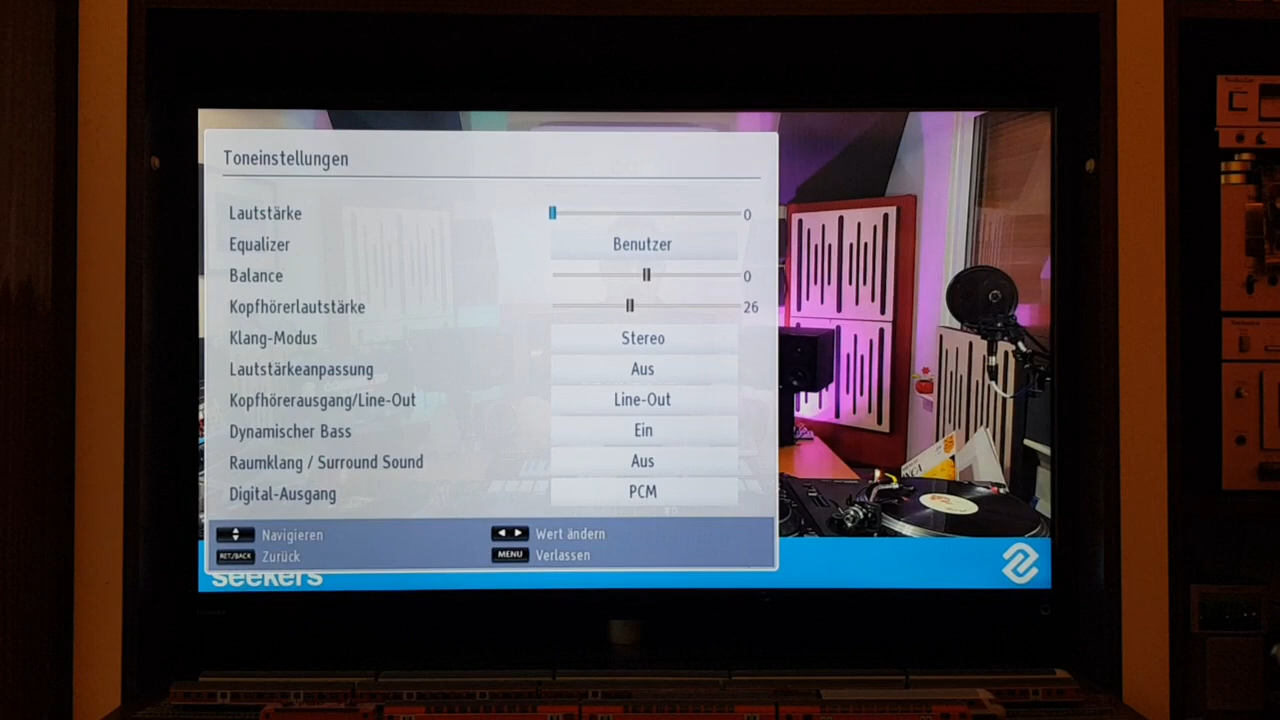 Toneinstellungen
Lautstärke 0
Equalizer Benutzer
Balance 0
Kopfhörerlautstärke 26
Klang-Modus Stereo
Lautstärkeanpassung Aus
Kopfhörerausgang/Line-Out Line-Out
Dynamischer Bass Ein
Raumklang / Surround Sound Aus
Digital-Ausgang PCM
Navigieren Wert ändern
RET./BACK Zurück MENU Verlassen
seekers